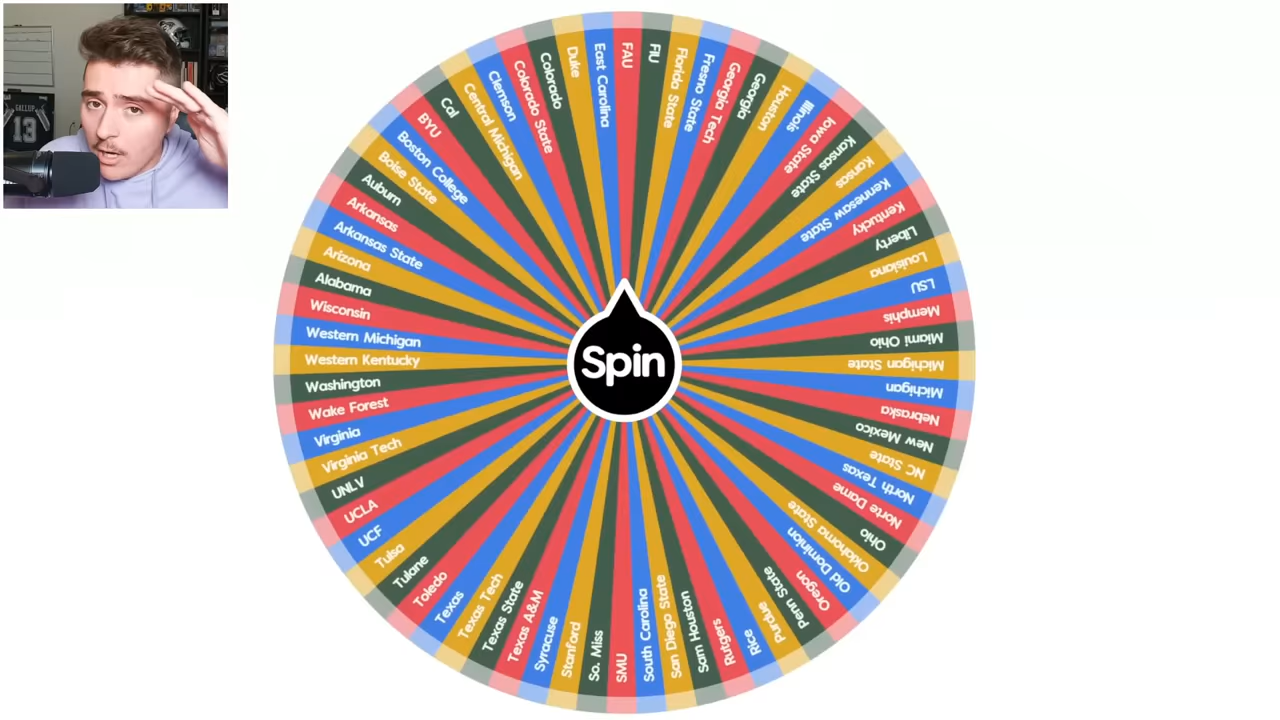 GALLUP
13
Spin
FAU
FIU
Florida State
Fresno State
Georgia Tech
Georgia
Houston
Illinois
Iowa State
Kansas State
Kansas
Kennesaw State
Kentucky
Liberty
Louisiana
LSU
Memphis
Miami Ohio
Michigan State
Michigan
Nebraska
New Mexico
NC State
North Texas
Norte Dame
Ohio
Oklahoma State
Old Dominion
Oregon
Penn State
Purdue
Rice
Rutgers
Sam Houston
San Diego State
South Carolina
SMU
So. Miss
Stanford
Syracuse
Texas A&M
Texas State
Texas Tech
Texas
Toledo
Tulane
Tulsa
UCF
UCLA
UNLV
Virginia Tech
Virginia
Wake Forest
Washington
Western Kentucky
Western Michigan
Wisconsin
Alabama
Arizona
Arkansas State
Arkansas
Auburn
Boise State
Boston College
BYU
Cal
Central Michigan
Clemson
Colorado State
Colorado
Duke
East Carolina